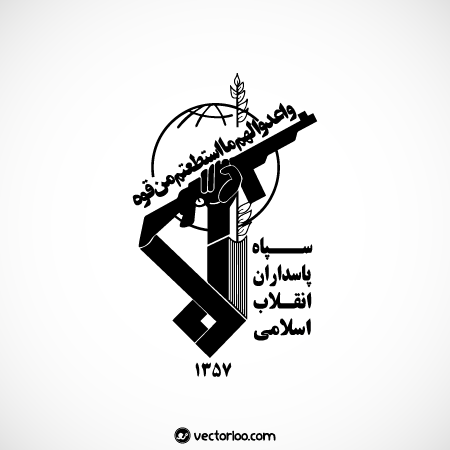 واعدوا لهم ما استطعتم من قوه
سپاه
پاسداران
انقلاب
اسلامی
۱۳۵۷
vectorloo.com